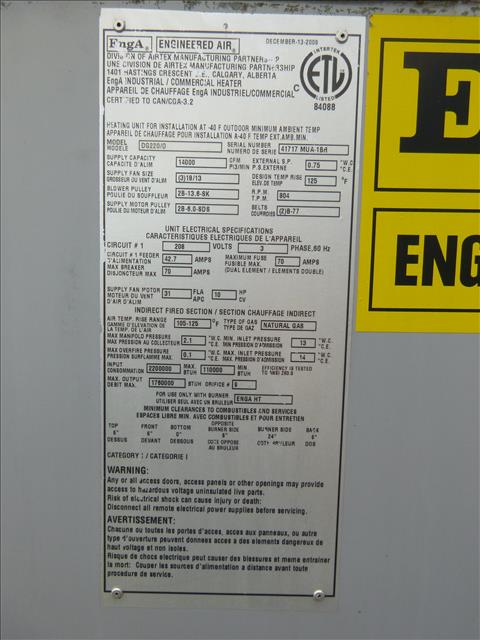 EngA® ENGINEERED AIR® DECEMBER-13-2000
DIVISION OF AIRTEX MANUFACTURING PARTNERSHIP
UNE DIVISION DE AIRTEX MANUFACTURING PARTNERSHIP
1401 HASTINGS CRESCENT S.E., CALGARY, ALBERTA
EngA INDUSTRIAL / COMMERCIAL HEATER
APPAREIL DE CHAUFFAGE EngA INDUSTRIEL/COMMERCIAL
CERTIFIED TO CAN/CGA-3.2
INTERTEK
C ETL
LISTED
84088
HEATING UNIT FOR INSTALLATION AT -40 F OUTDOOR MINIMUM AMBIENT TEMP
APPAREIL DE CHAUFFAGE POUR INSTALLATION A-40 F TEMP EXT.AMB.MIN.
MODEL DG220/O SERIAL NUMBER 41717 MUA-18A
MODELE NUMERO DE SERIE
SUPPLY CAPACITY 14000 CFM EXTERNAL S.P. 0.75 "W.C.
CAPACITE D'ALIM PI3/MIN P.S EXTERNE. "C.E.
SUPPLY FAN SIZE (3)18/13 DESIGN TEMP RISE 125 °F
GROSSEUR DU VENT D'ALIM ELEV. DE TEMP
BLOWER PULLEY 2B-13.6-SK R.P.M. 804
POULIE DU SOUFFLEUR T.P.M.
SUPPLY MOTOR PULLEY 2B-6.0-SDS BELTS (2)B-77
POULIE DU MOTEUR D'ALIM COURROIES
UNIT ELECTRICAL SPECIFICATIONS
CARACTERISTIQUES ELECTRIQUES DE L'APPAREIL
CIRCUIT # 1 208 VOLTS 3 PHASE, 60 Hz
CIRCUIT # 1 FEEDER 42.7 AMPS MAXIMUM FUSE 70 AMPS
D'ALIMENTATION FUSIBLE MAX.
MAX BREAKER 70 AMPS (DUAL ELEMENT / ELEMENTS DOUBLE)
DISJONCTEUR MAX
SUPPLY FAN MOTOR 31 FLA 10 HP
MOTEUR DU VENT APC CV
D'AIR
INDIRECT FIRED SECTION / SECTION CHAUFFAGE INDIRECT
AIR TEMP. RISE RANGE 105-125 °F TYPE OF GAS NATURAL GAS
GAMME D'ELEVATION DE TYPE DE GAZ
LA TEMP. DE L'AIR
MAX MANIFOLD PRESSURE 2.1 "W.C. MIN. INLET PRESSURE 13 "W.C.
MAX PRESSION AU COLLECTEUR "C.E. MIN PRESSION D'ADMISSION "C.E.
MAX OVERFIRE PRESSURE 0.1 "W.C. MAX INLET PRESSURE 14 "W.C.
MAX PRESSION SURFLAMME "C.E. MAX PRESSION D'ADMISSION "C.E.
INPUT 2200000 MAX. 110000 MIN. EFFICIENCY IS TESTED
CONSOMMATION BTUH BTUH
MAX. OUTPUT 1760000 BTUH ORIFICE # 6
DEBIT MAX.
FOR USE ONLY WITH BURNER ENGA HT
UTILISER SEUL AVEC UN BRULEUR
MINIMUM CLEARANCES TO COMBUSTIBLES AND SERVICES
ESPACES LIBRE MIN. AVEC COMBUSTIBLES ET POUR ENTRETIEN
TOP FRONT BOTTOM OPPOSITE BURNER SIDE BURNER SIDE BACK
6" 6" 0" 6" 24" 6"
DESSUS DEVANT DESSOUS COTE OPPOSE AU BRULEUR COTE BRULEUR DOS
CATEGORY I / CATEGORIE I
WARNING:
Any or all access doors, access panels or other openings may provide
access to hazardous voltage uninsulated live parts.
Risk of electrical shock can cause injury or death:
Disconnect all remote electrical power supplies before servicing.
AVERTISSEMENT:
Chacune ou toutes les portes d'acces, acces aux panneaux, ou autre
type d'ouverture peuvent donner acces a des elements dangereux de
haut voltage et non isoles.
Risque de chocs electrique peut causer des blessures et meme entrainer
la mort: Couper les sources d'alimentation a distance avant toute
procedure de service.
E
ENG